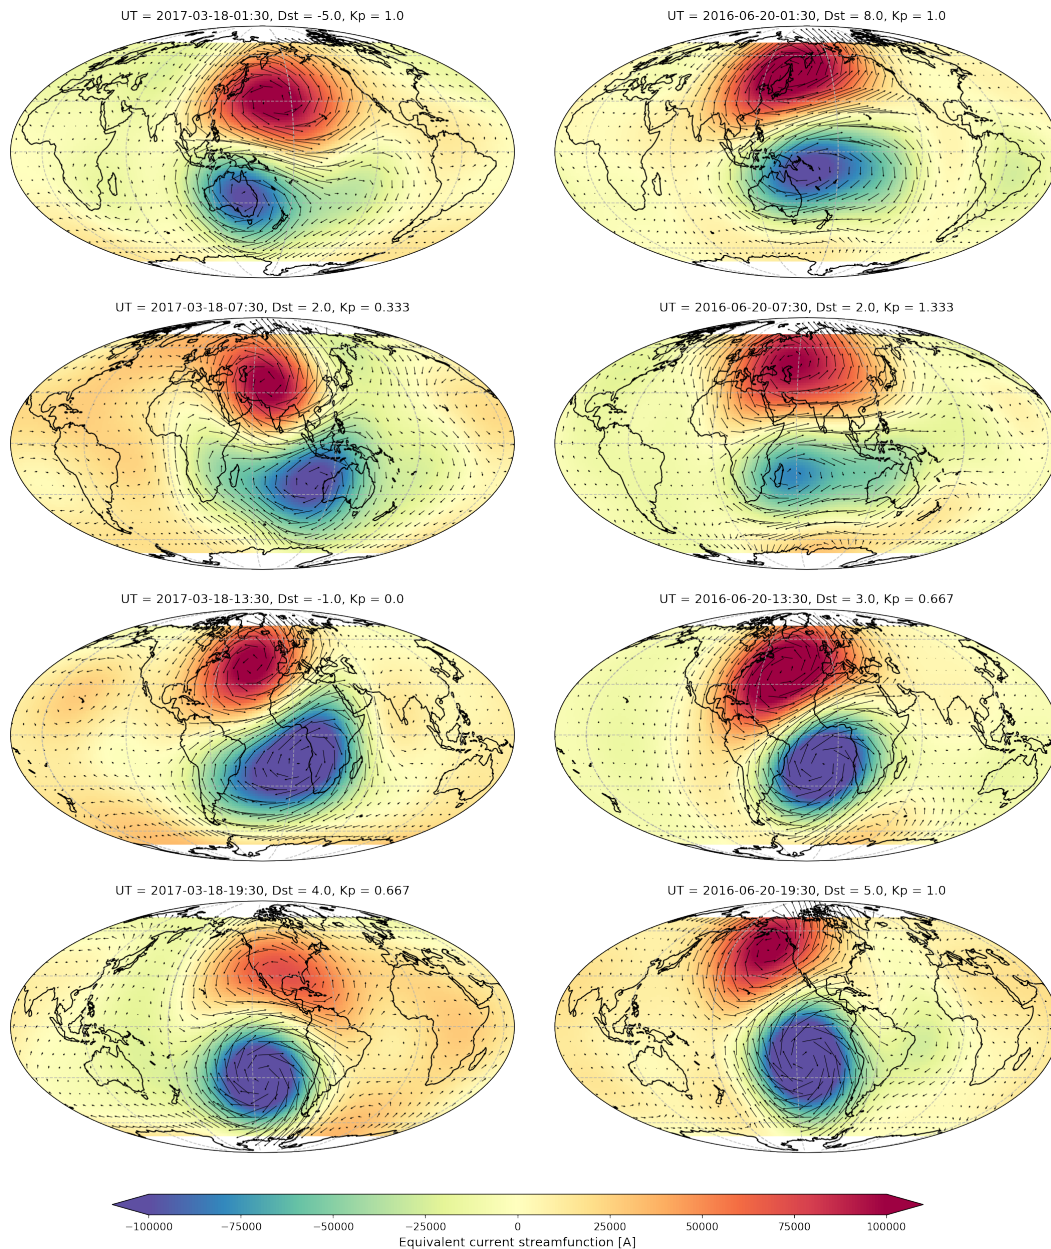 UT = 2017-03-18-01:30, Dst = -5.0, Kp = 1.0
UT = 2016-06-20-01:30, Dst = 8.0, Kp = 1.0
UT = 2017-03-18-07:30, Dst = 2.0, Kp = 0.333
UT = 2016-06-20-07:30, Dst = 2.0, Kp = 1.333
UT = 2017-03-18-13:30, Dst = -1.0, Kp = 0.0
UT = 2016-06-20-13:30, Dst = 3.0, Kp = 0.667
UT = 2017-03-18-19:30, Dst = 4.0, Kp = 0.667
UT = 2016-06-20-19:30, Dst = 5.0, Kp = 1.0
−100000 −75000 −50000 −25000 0 25000 50000 75000 100000
Equivalent current streamfunction [A]